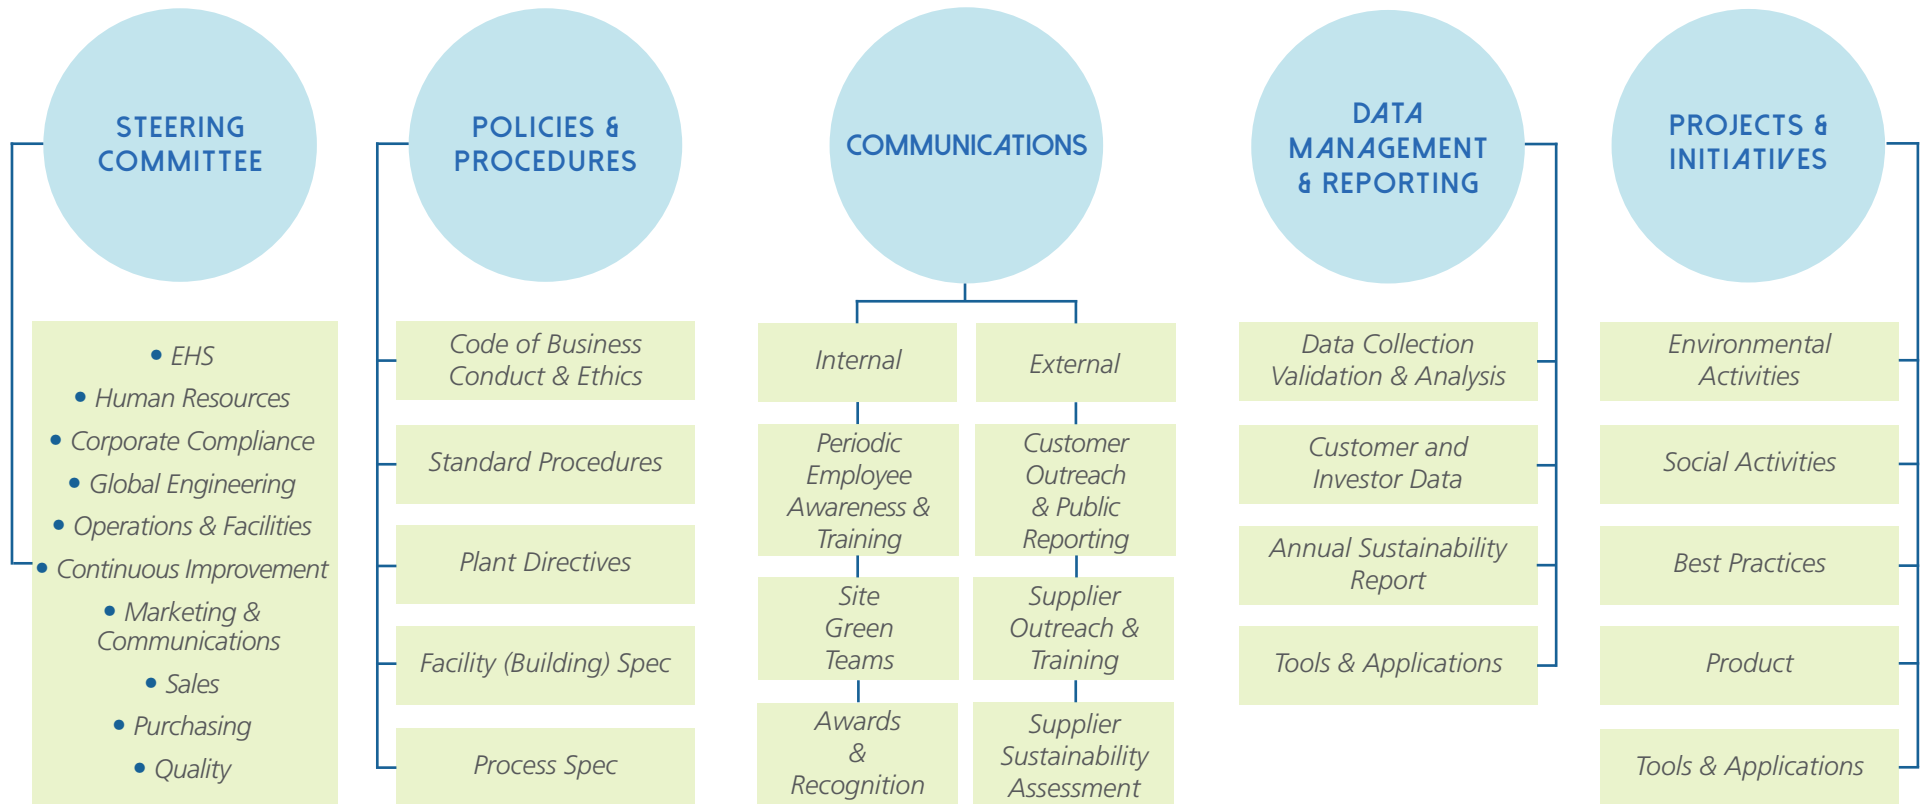 STEERING
COMMITTEE
• EHS
• Human Resources
• Corporate Compliance
• Global Engineering
• Operations & Facilities
• Continuous Improvement
• Marketing &
Communications
• Sales
• Purchasing
• Quality
POLICIES &
PROCEDURES
Code of Business
Conduct & Ethics
Standard Procedures
Plant Directives
Facility (Building) Spec
Process Spec
COMMUNICATIONS
Internal
Periodic
Employee
Awareness &
Training
Site
Green
Teams
Awards
&
Recognition
External
Customer
Outreach
& Public
Reporting
Supplier
Outreach &
Training
Supplier
Sustainability
Assessment
DATA
MANAGEMENT
& REPORTING
Data Collection
Validation & Analysis
Customer and
Investor Data
Annual Sustainability
Report
Tools & Applications
PROJECTS &
INITIATIVES
Environmental
Activities
Social Activities
Best Practices
Product
Tools & Applications